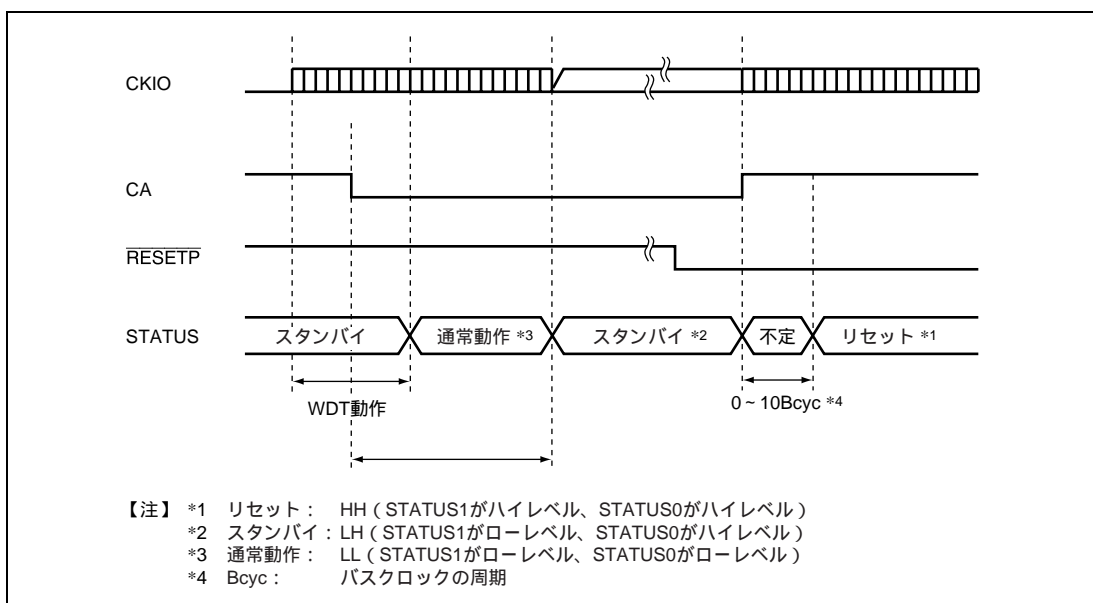 CKIO
CA
RESETP
STATUS
スタンバイ
通常動作 *3
スタンバイ *2
不定
リセット *1
WDT動作
0~10Bcyc *4
【注】 *1 リセット： HH（STATUS1がハイレベル、STATUS0がハイレベル）
*2 スタンバイ：LH（STATUS1がローレベル、STATUS0がハイレベル）
*3 通常動作： LL（STATUS1がローレベル、STATUS0がローレベル）
*4 Bcyc： バスクロックの周期